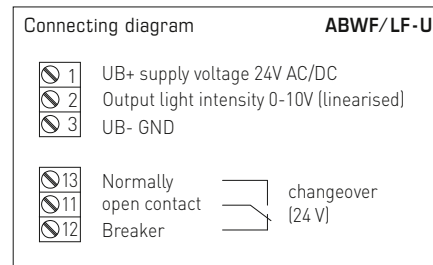 Connecting diagram ABWF/LF-U
1 UB+ supply voltage 24V AC/DC
2 Output light intensity 0-10V (linearised)
3 UB- GND
13 Normally
11 open contact
12 Breaker
changeover
(24 V)